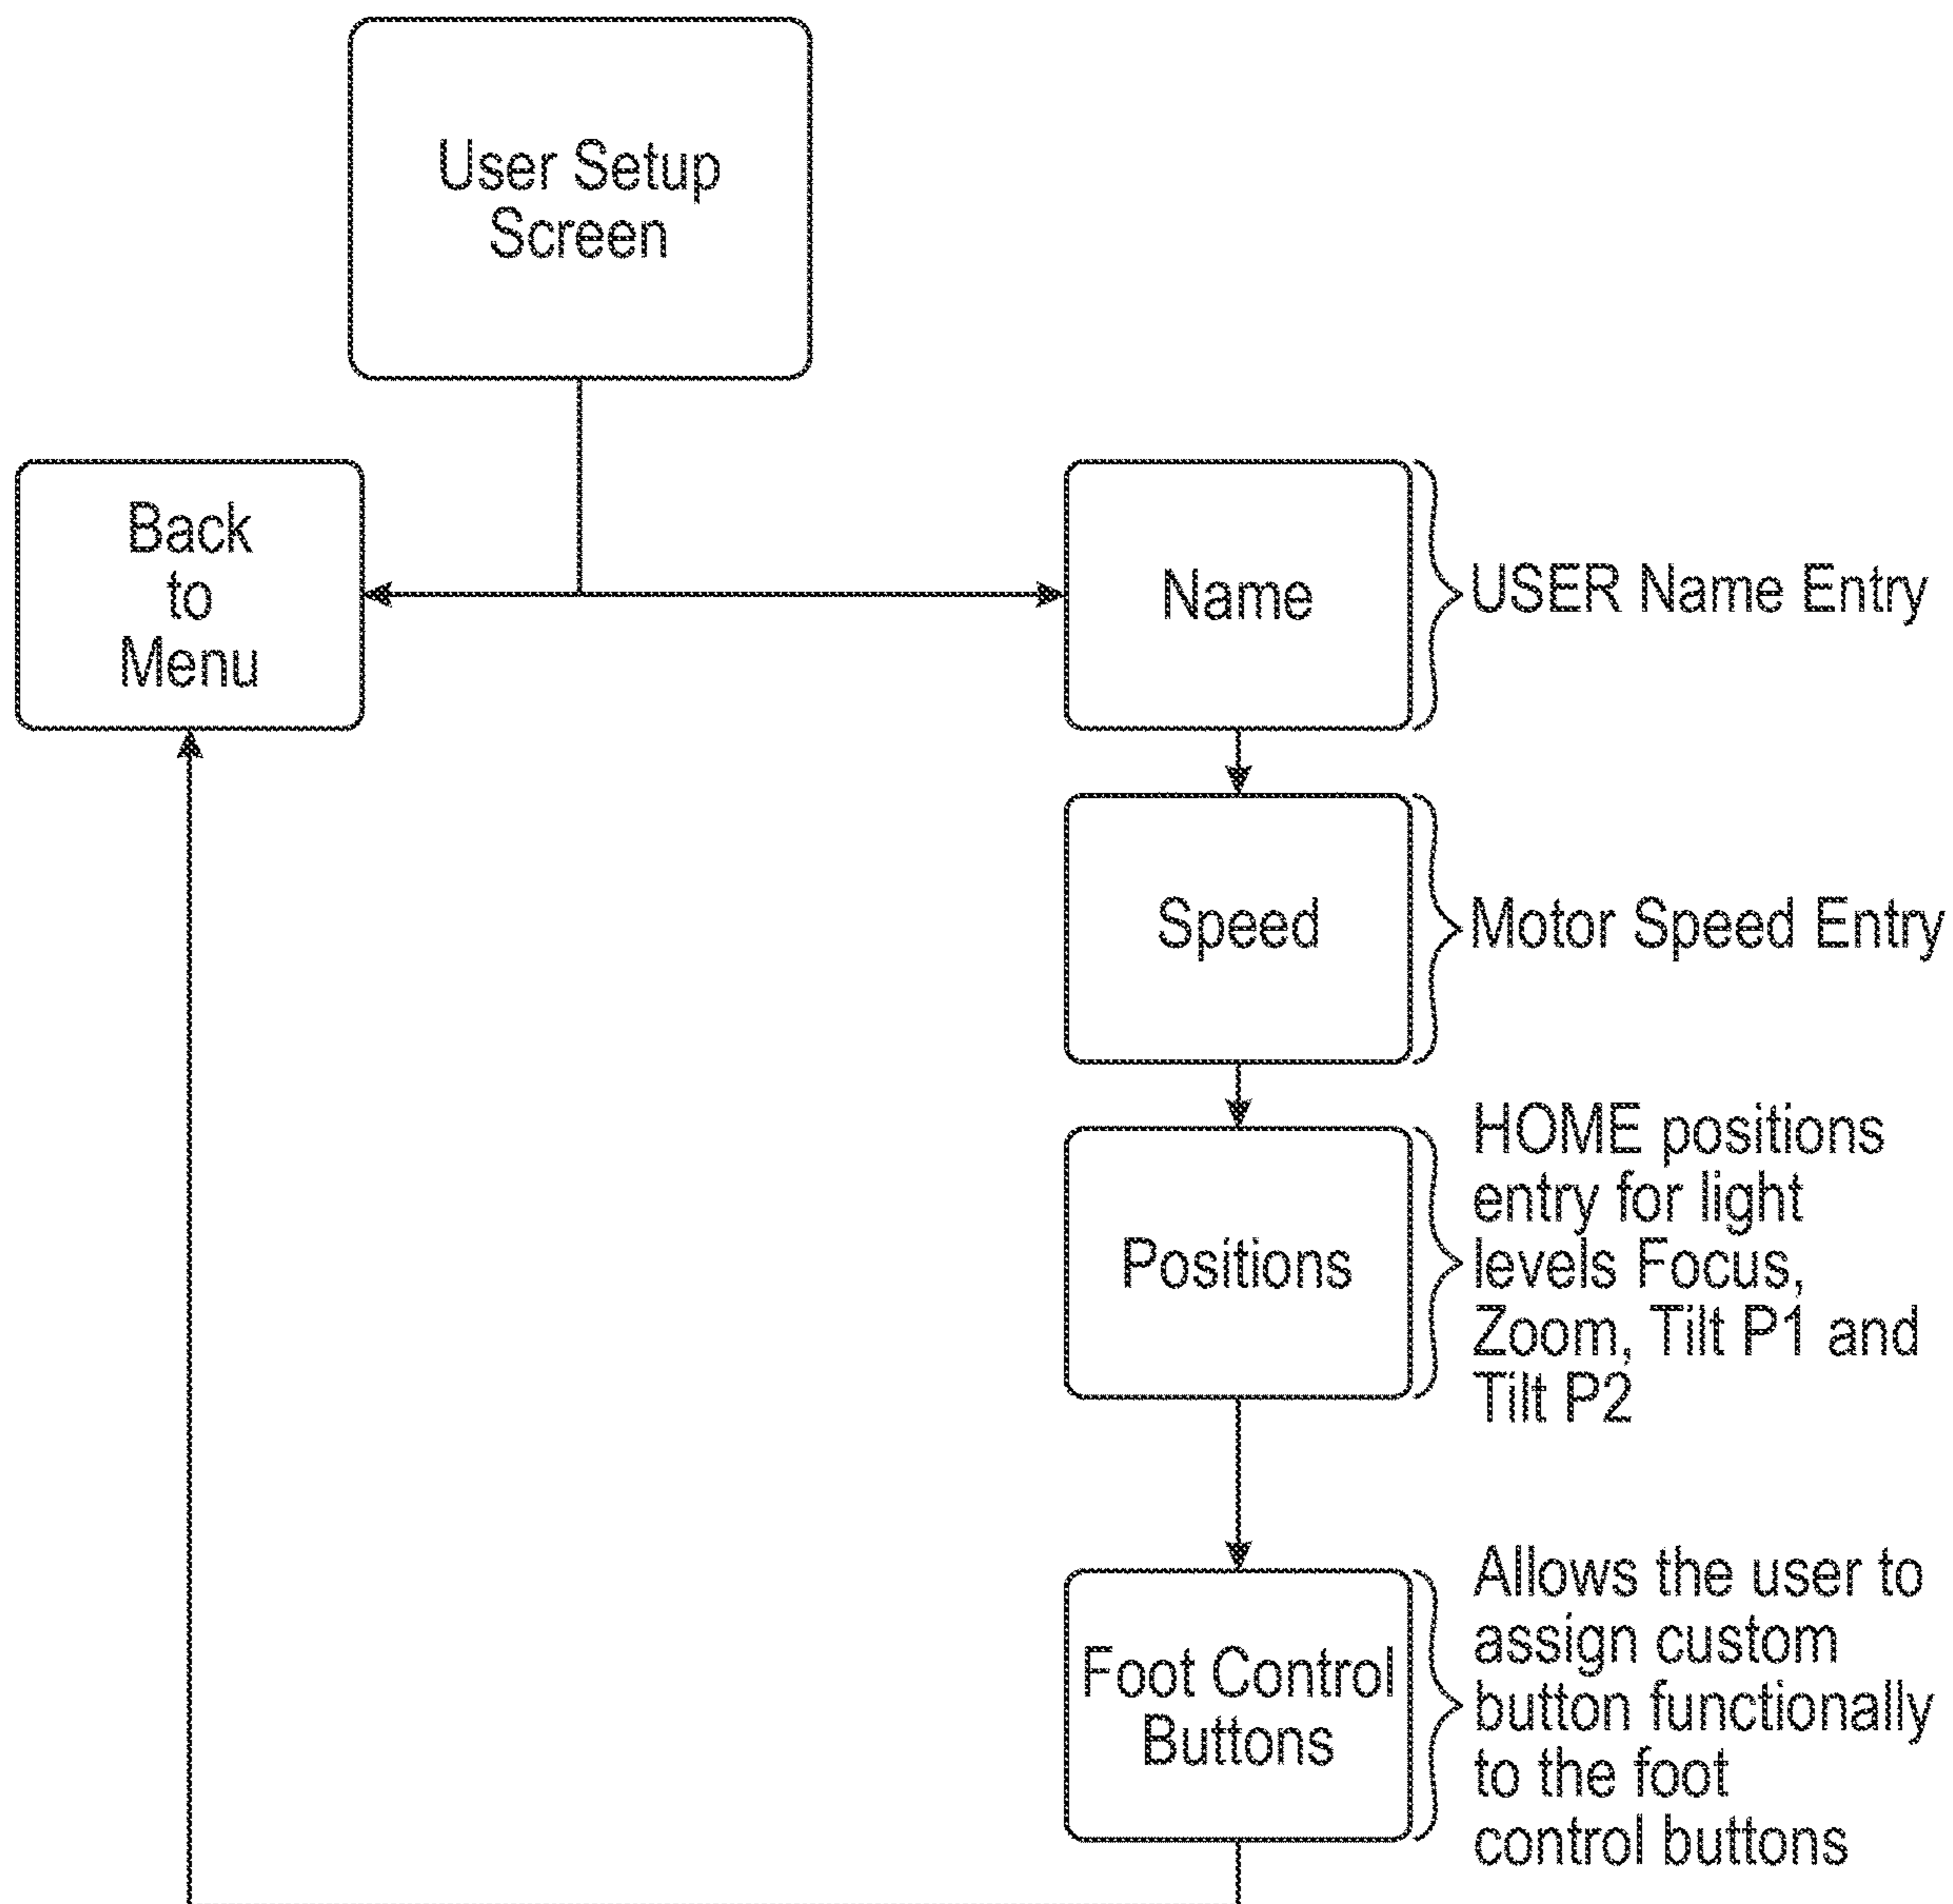 User Setup
Screen
Back
to
Menu
Name
USER Name Entry
Speed
Motor Speed Entry
Positions
HOME positions
entry for light
levels Focus,
Zoom, Tilt P1 and
Tilt P2
Foot Control
Buttons
Allows the user to
assign custom
button functionally
to the foot
control buttons